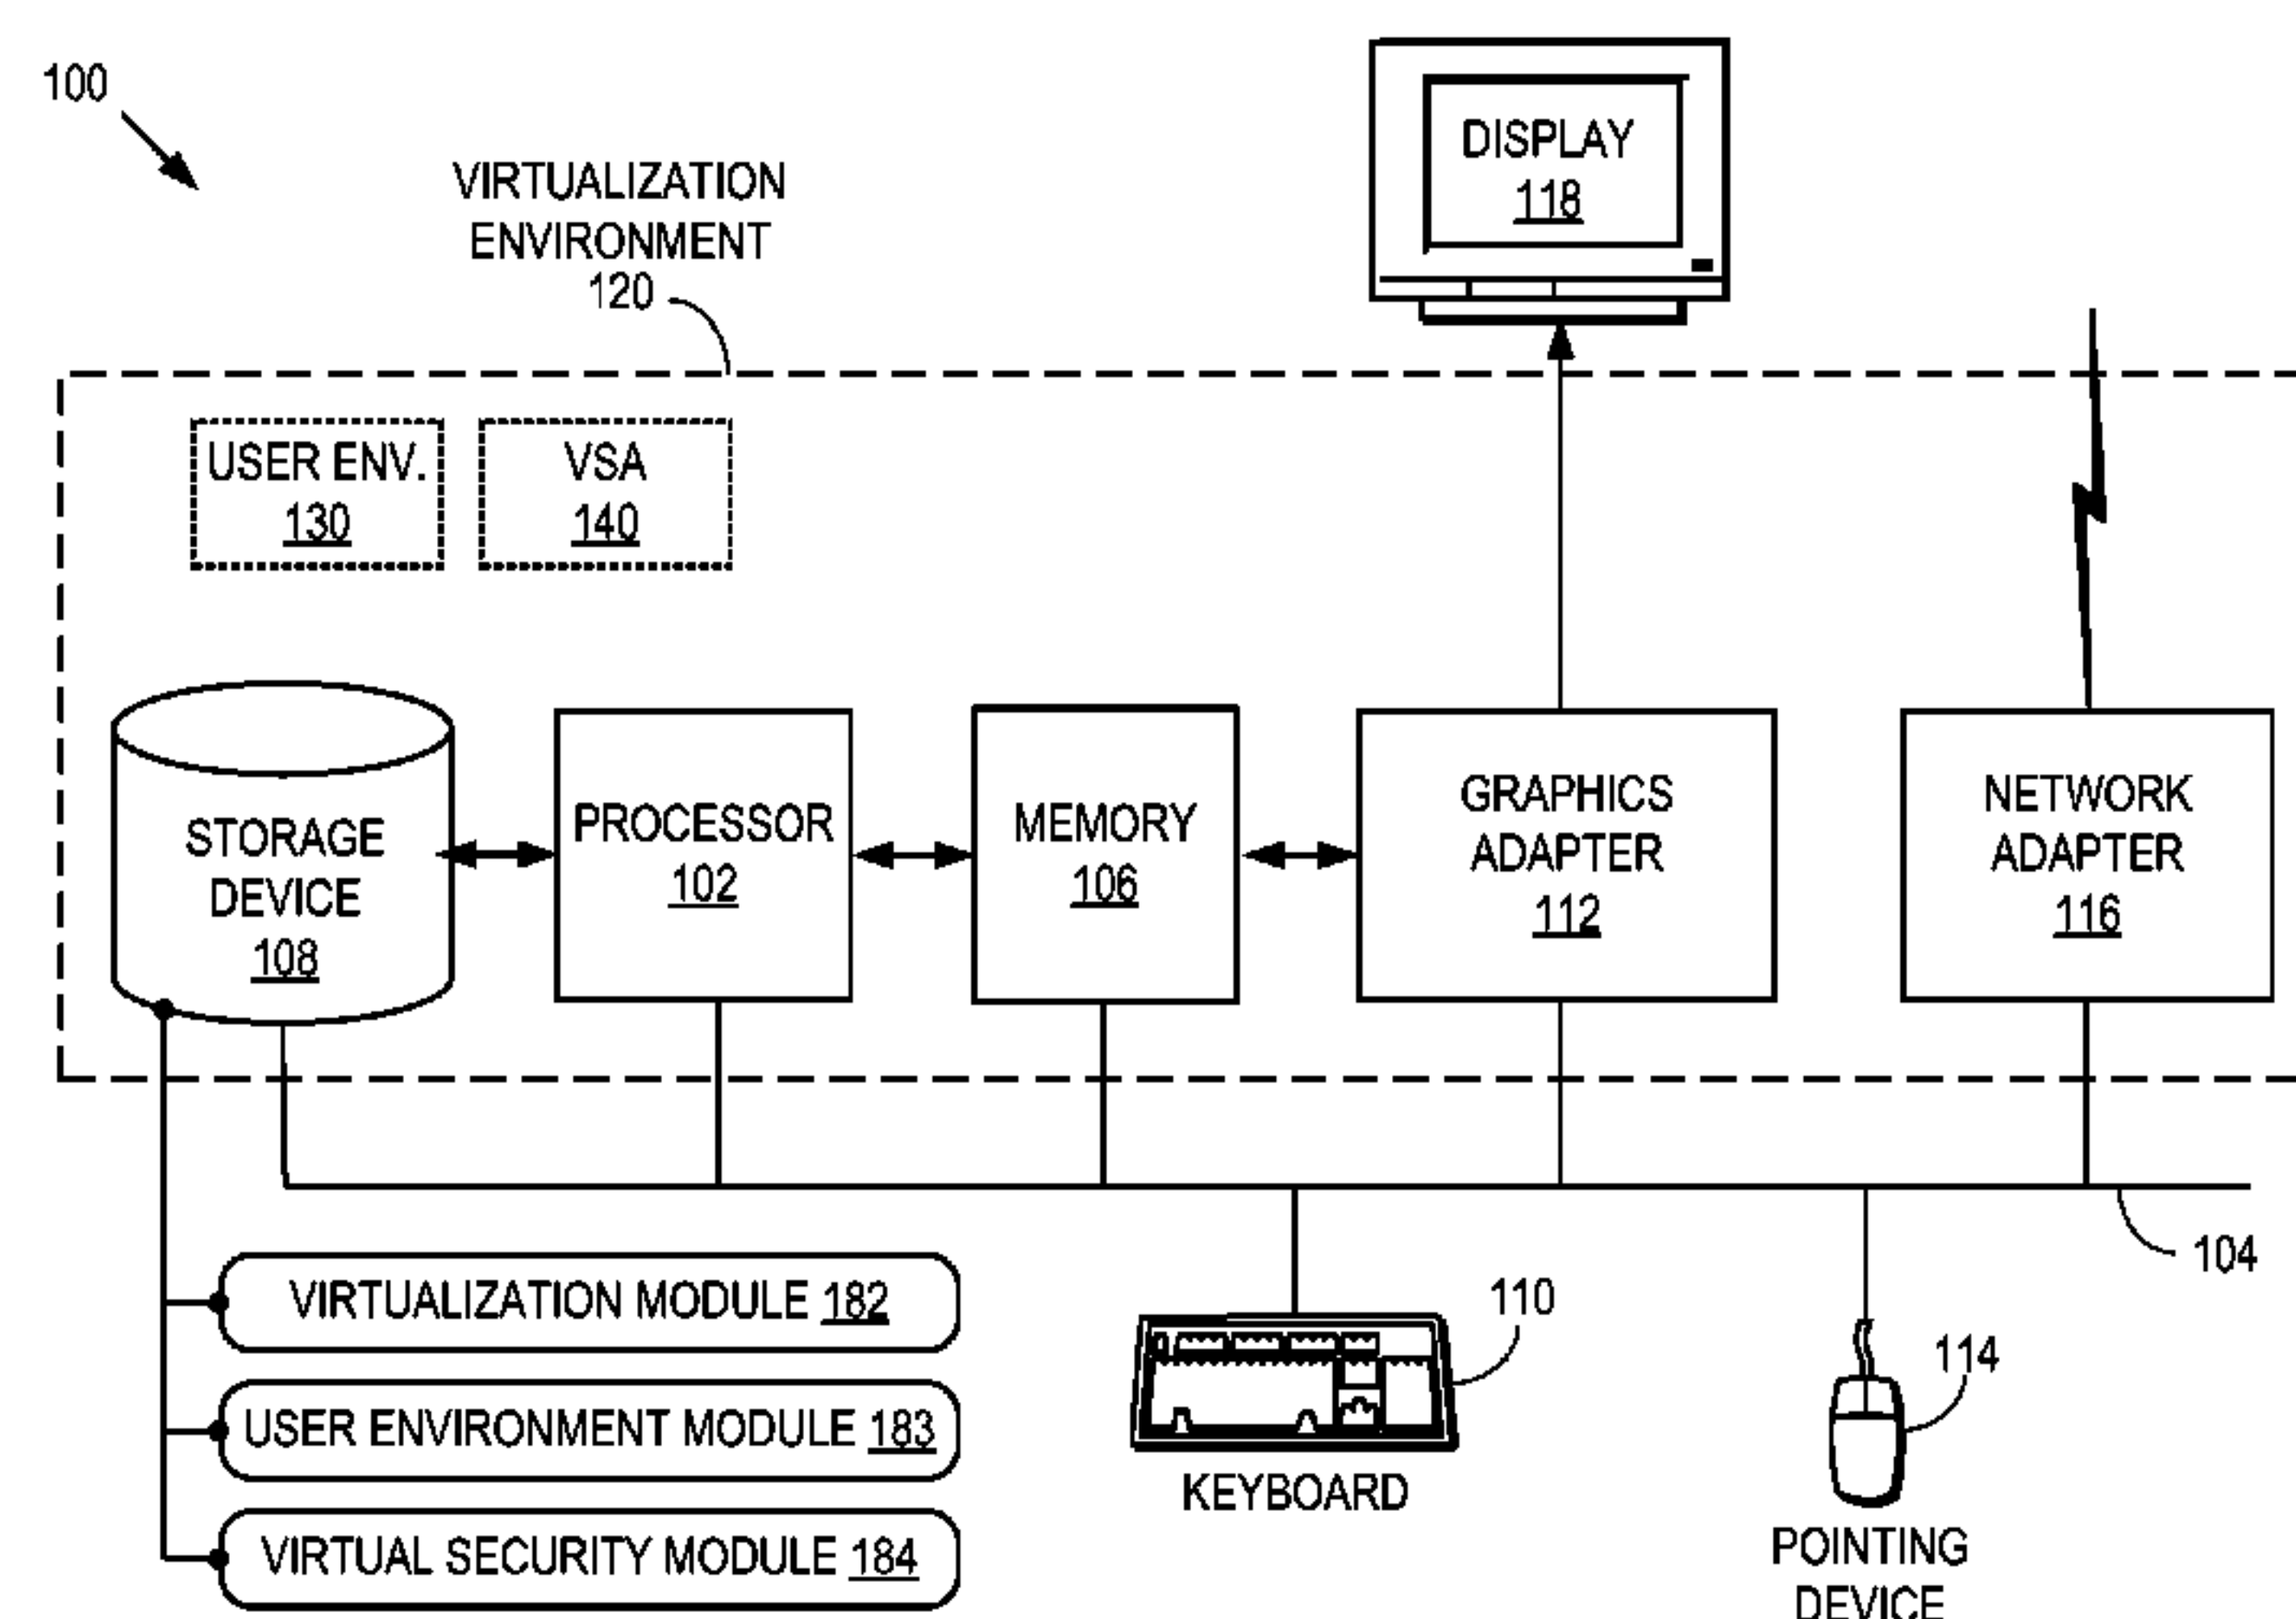 100
VIRTUALIZATION
ENVIRONMENT
120
DISPLAY
118
USER ENV.
130
VSA
140
STORAGE
DEVICE
108
PROCESSOR
102
MEMORY
106
GRAPHICS
ADAPTER
112
NETWORK
ADAPTER
116
104
VIRTUALIZATION MODULE 182
USER ENVIRONMENT MODULE 183
VIRTUAL SECURITY MODULE 184
110
KEYBOARD
114
POINTING
DEVICE